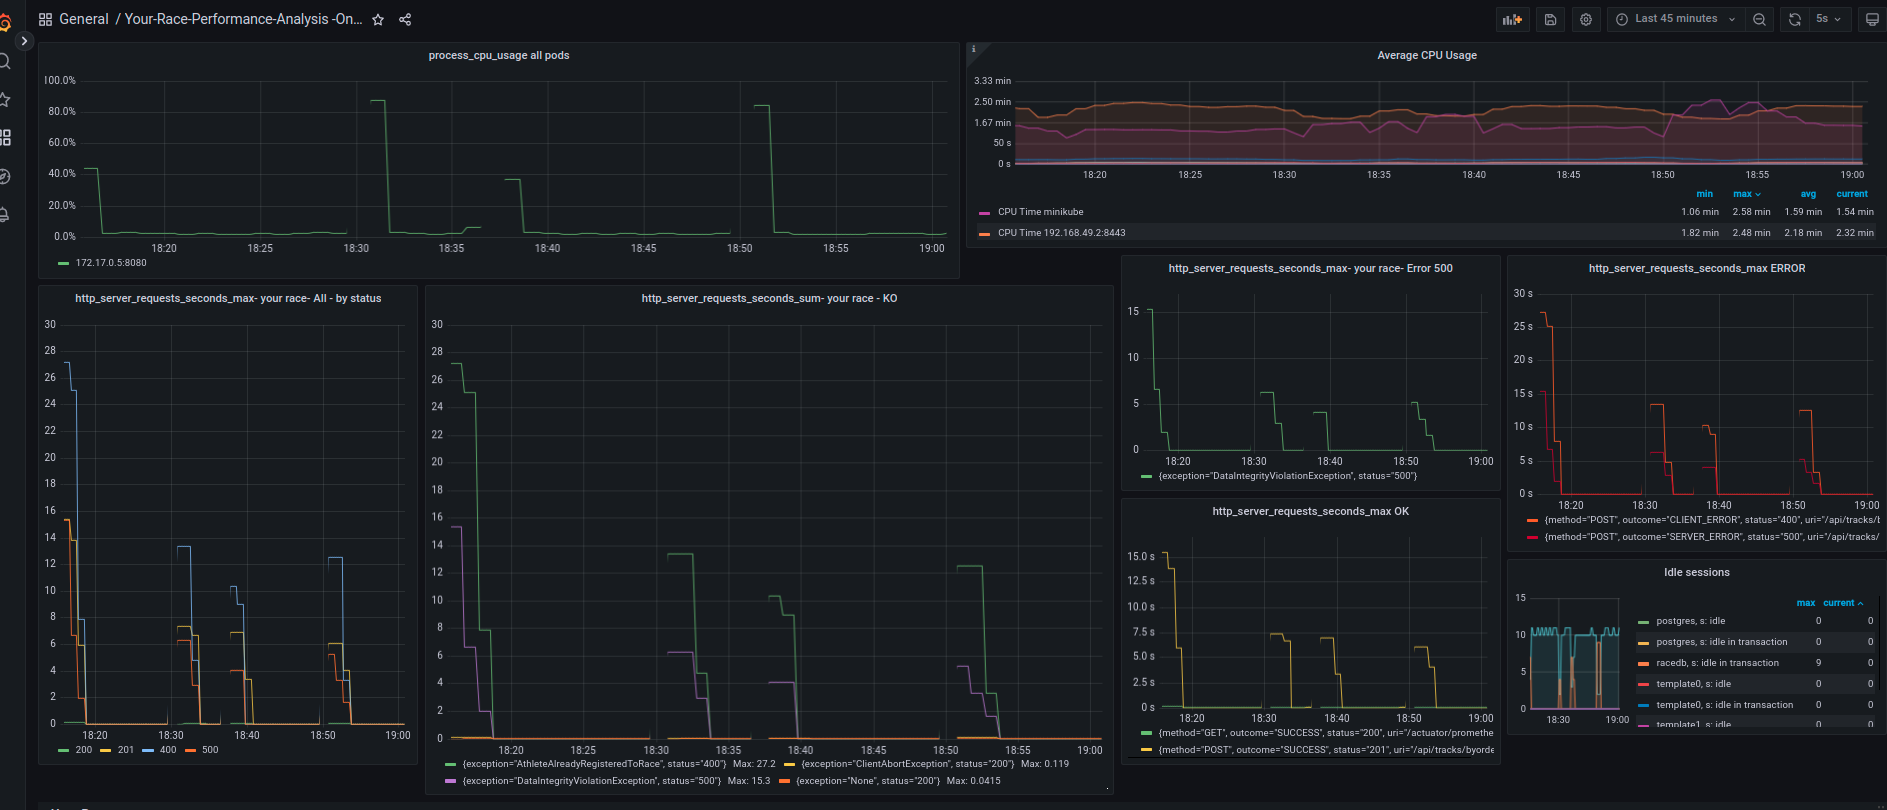 General / Your-Race-Performance-Analysis -On...
Last 45 minutes
5s
process_cpu_usage all pods
100.0%
80.0%
60.0%
40.0%
20.0%
0.0%
18:20 18:25 18:30 18:35 18:40 18:45 18:50 18:55 19:00
172.17.0.5:8080
i
Average CPU Usage
3.33 min
2.50 min
1.67 min
50 s
0 s
18:20 18:25 18:30 18:35 18:40 18:45 18:50 18:55 19:00
min max avg current
CPU Time minikube 1.06 min 2.58 min 1.59 min 1.54 min
CPU Time 192.168.49.2:8443 1.82 min 2.48 min 2.18 min 2.32 min
http_server_requests_seconds_max- your race- All - by status
30
28
26
24
22
20
18
16
14
12
10
8
6
4
2
0
18:20 18:30 18:40 18:50 19:00
200 201 400 500
http_server_requests_seconds_sum- your race - KO
30
28
26
24
22
20
18
16
14
12
10
8
6
4
2
0
18:20 18:25 18:30 18:35 18:40 18:45 18:50 18:55 19:00
{exception="AthleteAlreadyRegisteredToRace", status="400"} Max: 27.2 {exception="ClientAbortException", status="200"} Max: 0.119
{exception="DataIntegrityViolationException", status="500"} Max: 15.3 {exception="None", status="200"} Max: 0.0415
http_server_requests_seconds_max- your race- Error 500
15
10
5
0
18:20 18:30 18:40 18:50 19:00
{exception="DataIntegrityViolationException", status="500"}
http_server_requests_seconds_max OK
15.0 s
12.5 s
10.0 s
7.5 s
5.0 s
2.5 s
0 s
18:20 18:30 18:40 18:50 19:00
{method="GET", outcome="SUCCESS", status="200", uri="/actuator/promethe
{method="POST", outcome="SUCCESS", status="201", uri="/api/tracks/byorde
http_server_requests_seconds_max ERROR
30 s
25 s
20 s
15 s
10 s
5 s
0 s
18:20 18:30 18:40 18:50 19:00
{method="POST", outcome="CLIENT_ERROR", status="400", uri="/api/tracks/b
{method="POST", outcome="SERVER_ERROR", status="500", uri="/api/tracks/
Idle sessions
15
10
5
0
18:30 19:00
max current
postgres, s: idle 0 0
postgres, s: idle in transaction 0 0
racedb, s: idle in transaction 9 0
template0, s: idle 0 0
template0, s: idle in transaction 0 0
template1, s: idle 0 0